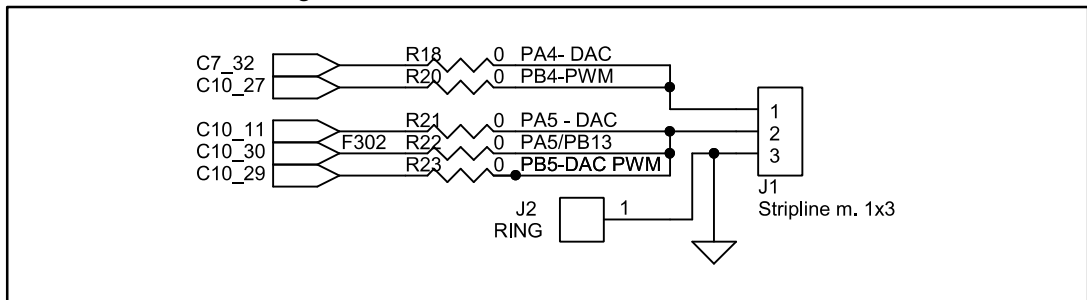 C7_32 R18 0 PA4- DAC
C10_27 R20 0 PB4-PWM
C10_11 R21 0 PA5 - DAC
C10_30 F302 R22 0 PA5/PB13
C10_29 R23 0 PB5-DAC PWM
1
2
3
J1
Stripline m. 1x3
J2 1
RING